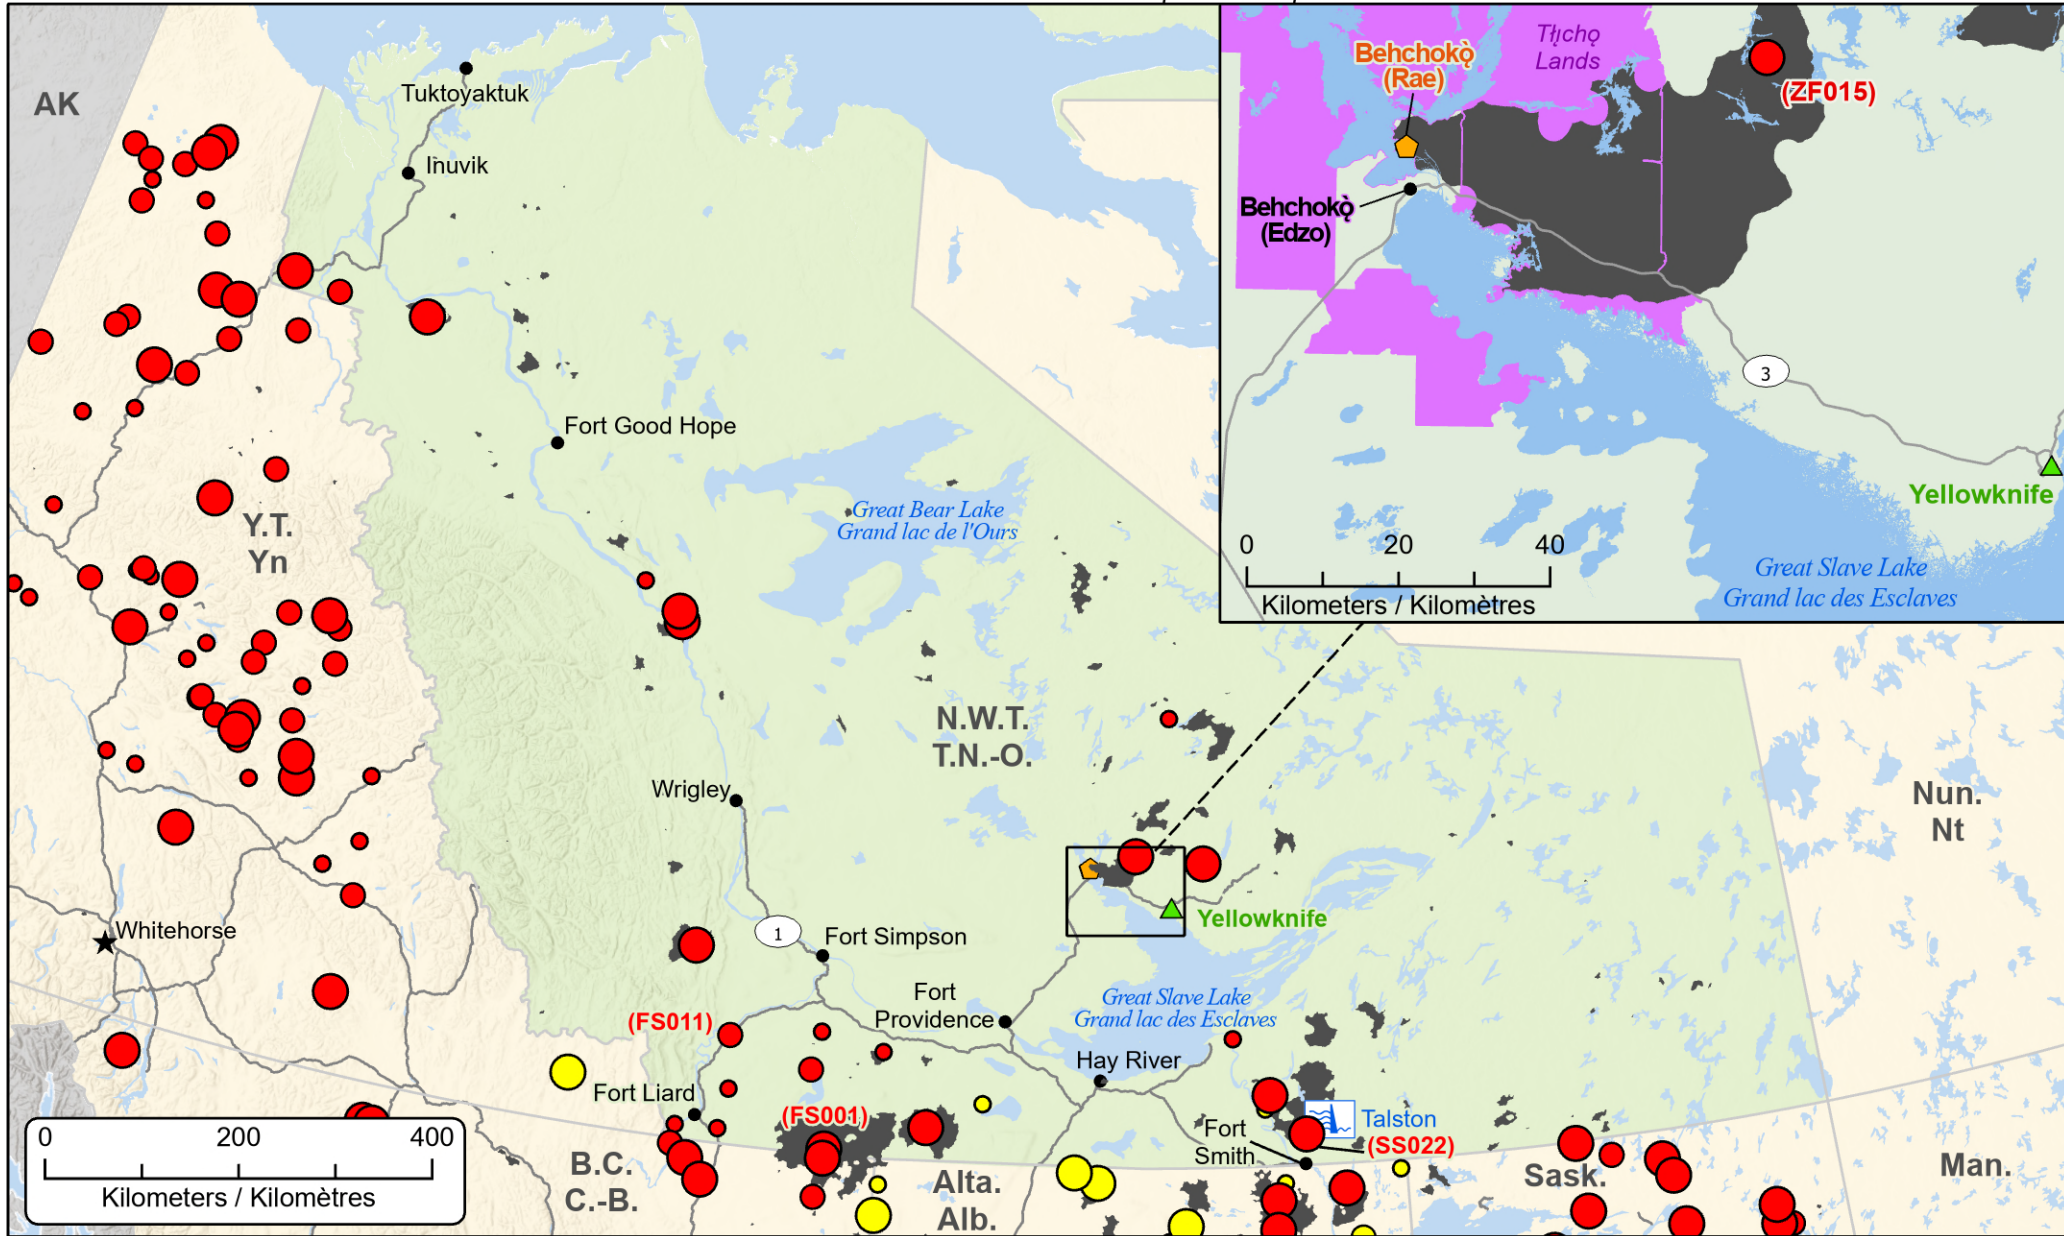 AK
Tuktoyaktuk
Inuvik
Fort Good Hope
Great Bear Lake
Grand lac de l'Ours
Y.T.
Yn
N.W.T.
T.N.-O.
Wrigley
Whitehorse
1
Fort Simpson
Fort
Providence
(FS011)
Fort Liard
(FS001)
Yellowknife
Great Slave Lake
Grand lac des Esclaves
Hay River
Fort
Smith
Talston
(SS022)
Nun.
Nt
B.C.
C.-B.
Alta.
Alb.
Sask.
Man.
0 200 400
Kilometers / Kilomètres
Behchokǫ̀
(Rae)
Tłı̨chǫ
Lands
(ZF015)
Behchokǫ̀
(Edzo)
3
Yellowknife
0 20 40
Kilometers / Kilomètres
Great Slave Lake
Grand lac des Esclaves